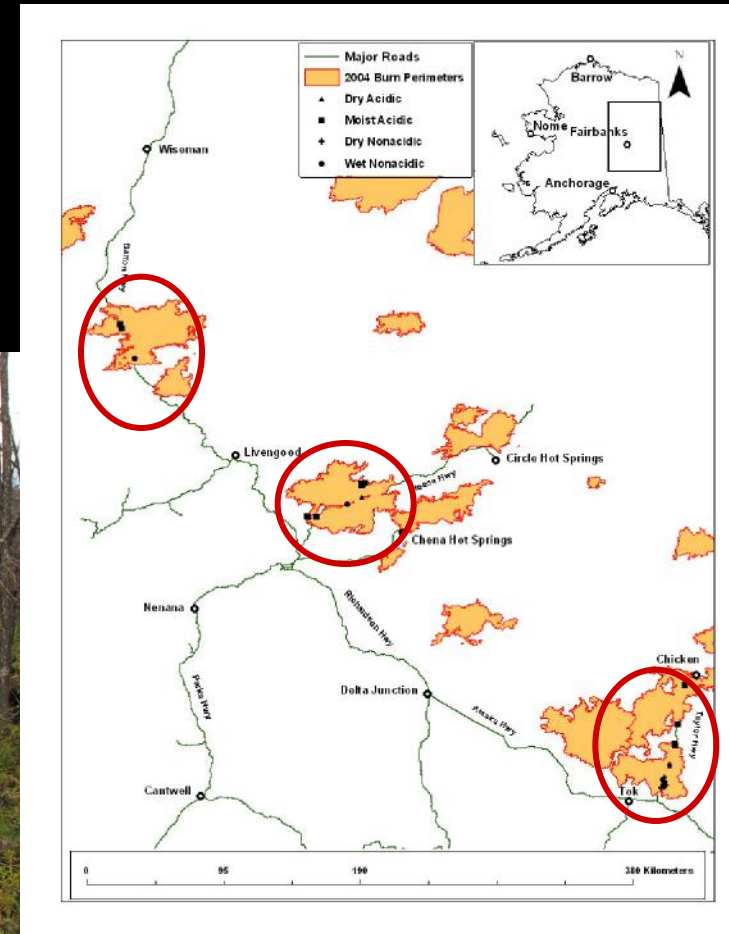 Major Roads
2004 Burn Perimeters
Dry Acidic
Moist Acidic
Dry Nonacidic
Wet Nonacidic
N
Barrow
Nome
Fairbanks
Anchorage
Wiseman
Dalton Hwy
Livengood
Circle Hot Springs
Hwy
Chena Hot Springs
Nenana
Richardson Hwy
Chicken
Parks Hwy
Delta Junction
Alaska Hwy
Taylor Hwy
Cantwell
Tok
0 95 190 380 Kilometers